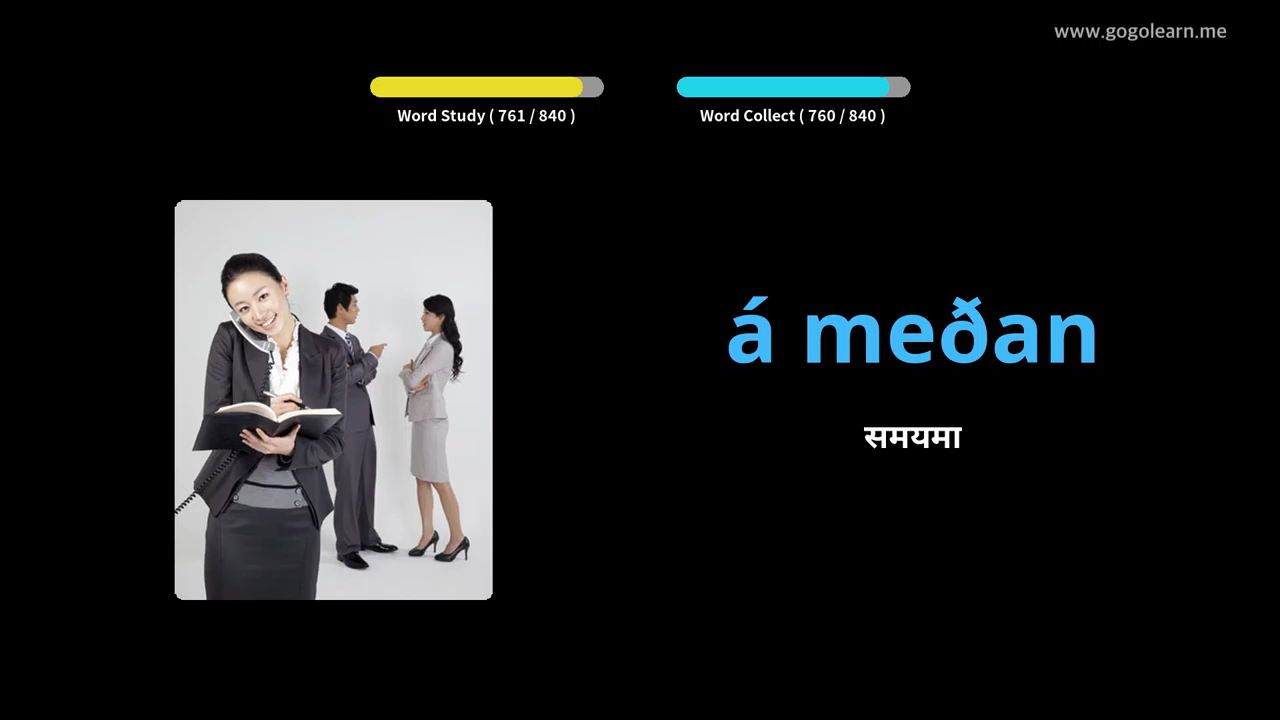 www.gogolearn.me
Word Study ( 761 / 840 )
Word Collect ( 760 / 840 )
á meðan
समयमा